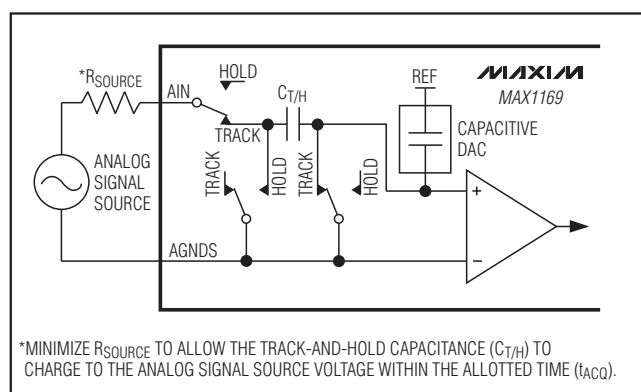 *RSOURCE
HOLD
AIN
CT/H
REF
MAXIM
MAX1169
TRACK
CAPACITIVE
DAC
ANALOG
SIGNAL
SOURCE
TRACK
HOLD
TRACK
HOLD
+
−
AGNDS
*MINIMIZE RSOURCE TO ALLOW THE TRACK-AND-HOLD CAPACITANCE (CT/H) TO
CHARGE TO THE ANALOG SIGNAL SOURCE VOLTAGE WITHIN THE ALLOTTED TIME (tACQ).